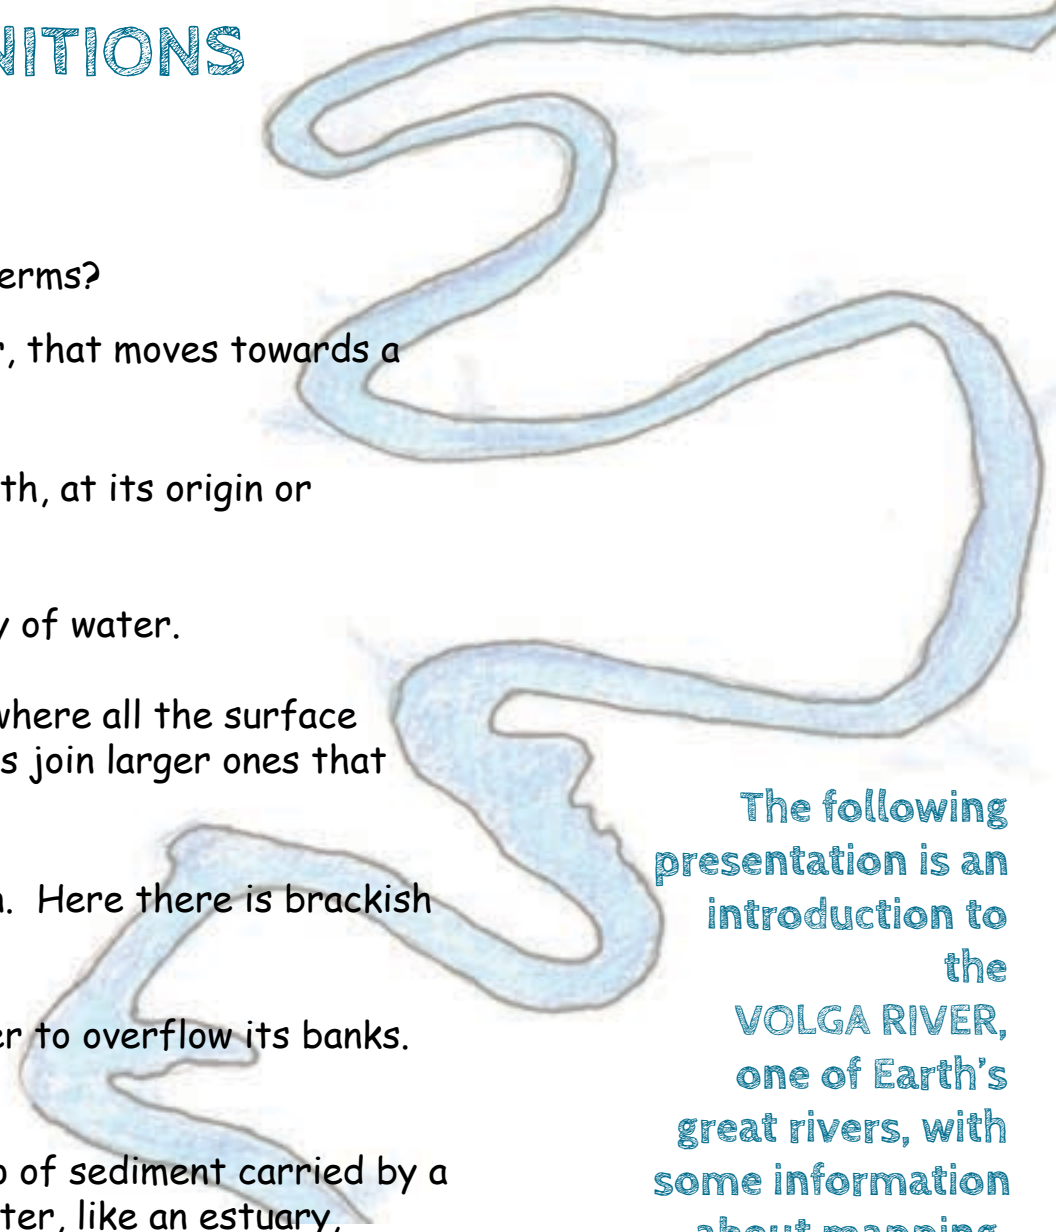 NITIONS
erms?
r, that moves towards a
th, at its origin or
y of water.
where all the surface
s join larger ones that
n.  Here there is brackish
er to overflow its banks.
p of sediment carried by a
ter, like an estuary,
The following
presentation is an
introduction to
the
VOLGA RIVER,
one of Earth's
great rivers, with
some information
about mapping,